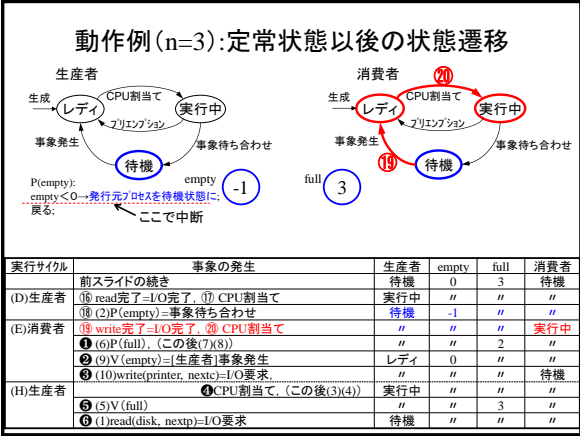 動作例(n=3):定常状態以後の状態遷移
生産者
消費者
生成
CPU割当て
レディ
実行中
プリエンプション
事象発生
事象待ち合わせ
待機
生成
⑳
CPU割当て
レディ
実行中
プリエンプション
事象発生
⑲
事象待ち合わせ
待機
P(empty):
empty<0→発行元プロセスを待機状態に;
戻る;
ここで中断
empty
-1
full
3
実行サイクル 事象の発生 生産者 empty full 消費者
前スライドの続き 待機 0 3 待機
(D)生産者 ⑯ read完了=I/O完了, ⑰ CPU割当て 実行中 〃 〃 〃
⑱ (2)P(empty)=事象待ち合わせ 待機 -1 〃 〃
(E)消費者 ⑲ write完了=I/O完了, ⑳ CPU割当て 〃 〃 〃 実行中
❶ (6)P(full), (この後(7)(8)) 〃 〃 2 〃
❷ (9)V(empty)=[生産者]事象発生 レディ 0 〃 〃
❸ (10)write(printer, nextc)=I/O要求, 〃 〃 〃 待機
(H)生産者 ❹CPU割当て, (この後(3)(4)) 実行中 〃 〃 〃
❺ (5)V(full) 〃 〃 3 〃
❻ (1)read(disk, nextp)=I/O要求 待機 〃 〃 〃